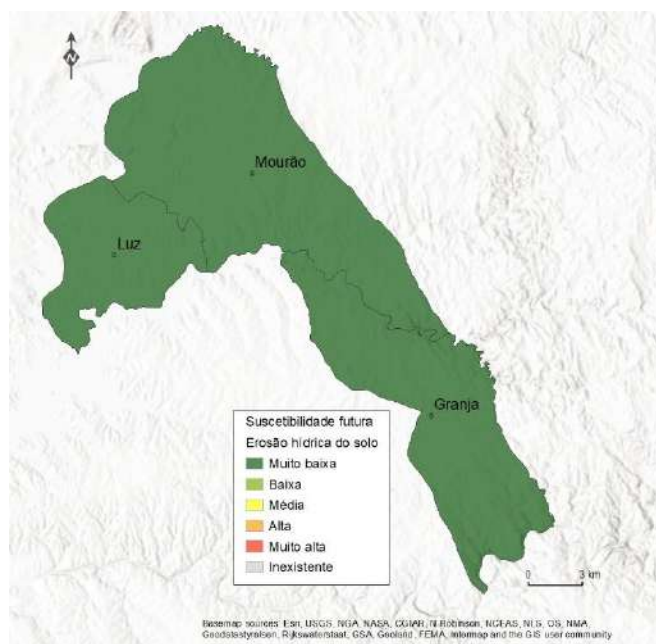 N
Mourão
Luz
Granja
Suscetibilidade futura
Erosão hídrica do solo
Muito baixa
Baixa
Média
Alta
Muito alta
Inexistente
0 3 km
Basemap sources: Esri, USGS, NGA, NASA, CGIAR, N Robinson, NCEAS, NLS, OS, NMA,
Geodatastyrelsen, Rijkswaterstaat, GSA, Geoland, FEMA, Intermap and the GIS user community